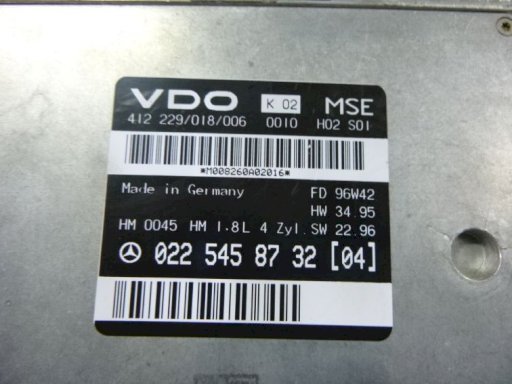 VDO K 02 MSE
412 229/018/006 0010 H02 S01
*M008260A02016*
Made in Germany FD 96W42
HW 34.95
HM 0045 HM 1.8L 4 Zyl. SW 22.96
022 545 87 32 [04]